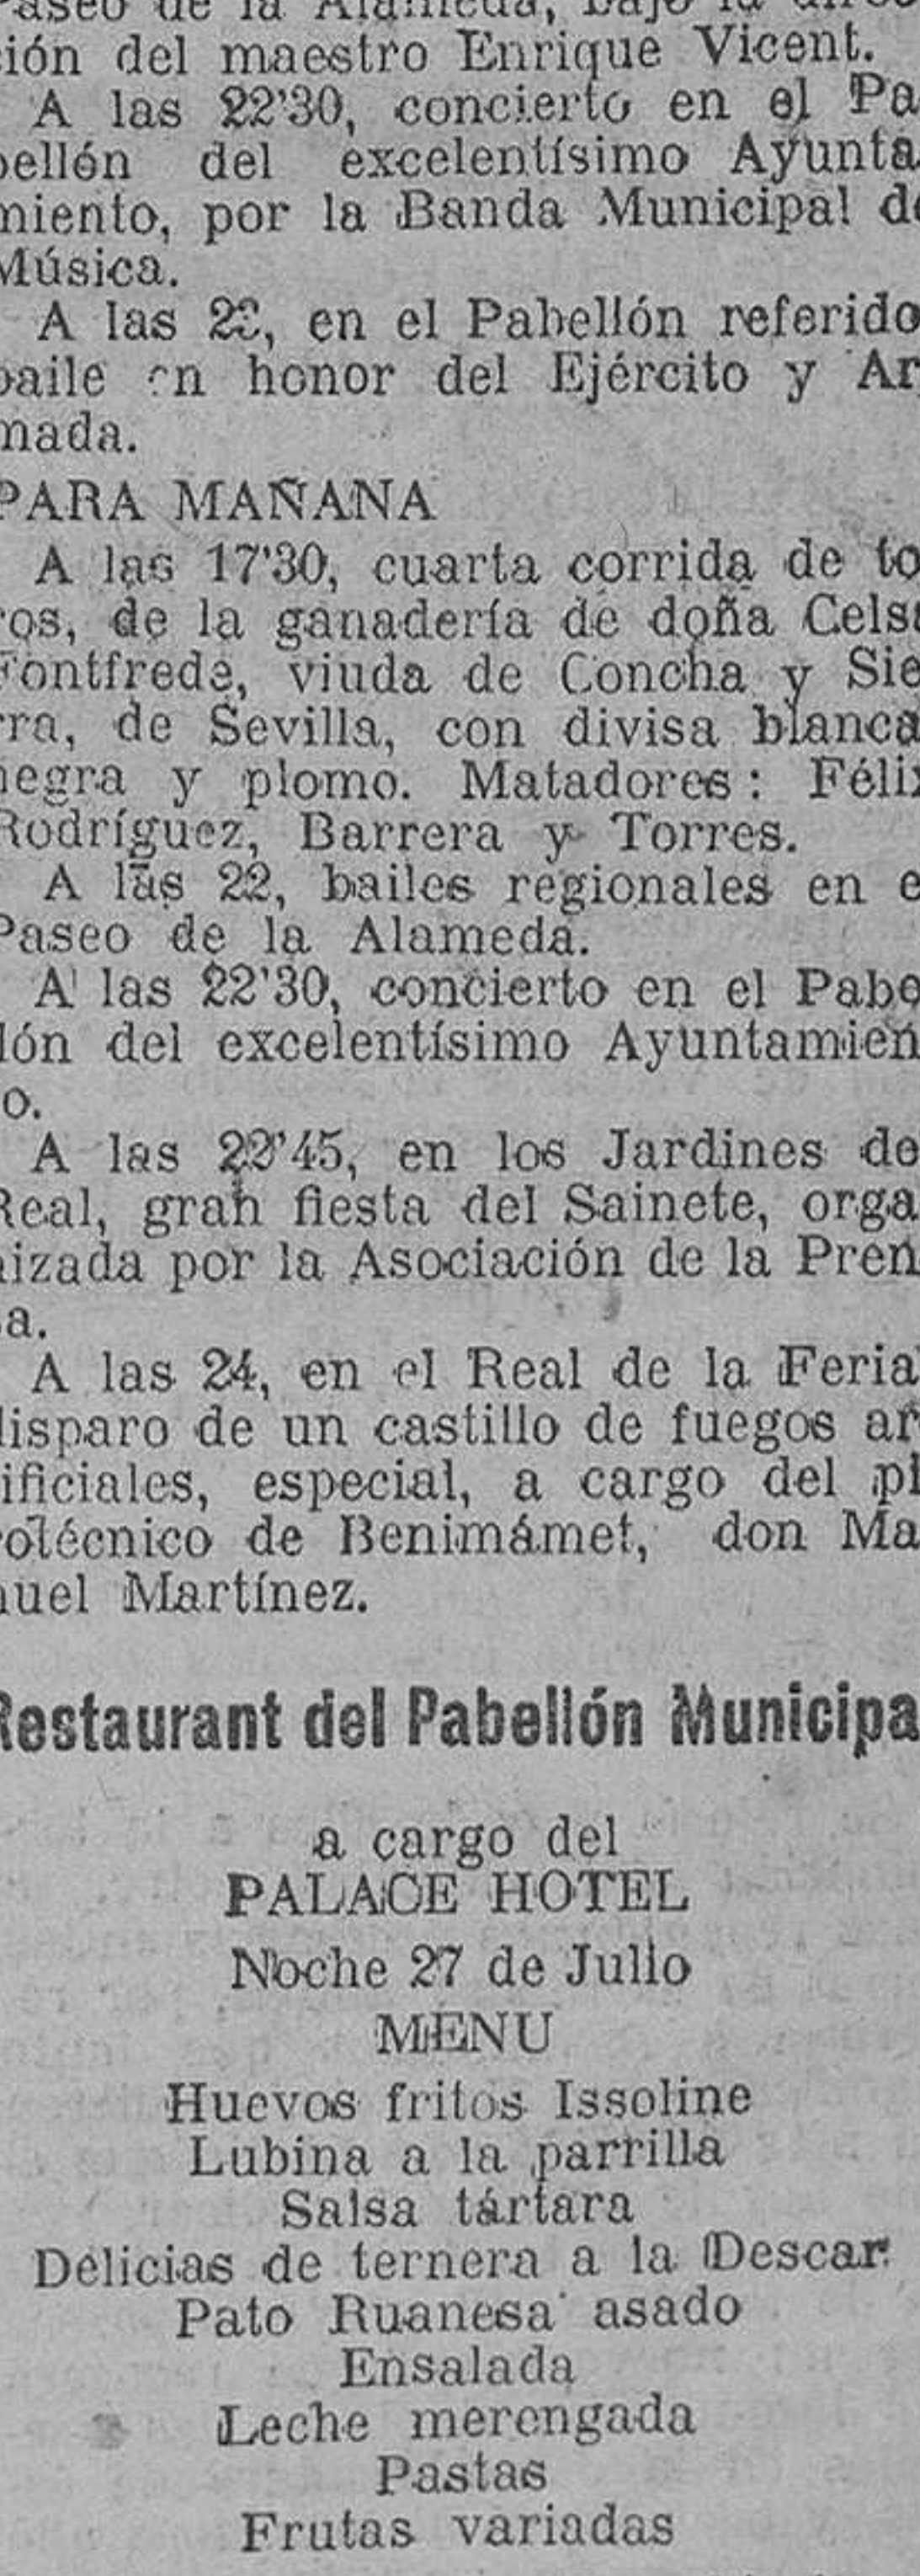 Paseo de la Alameda, bajo la direc-
ción del maestro Enrique Vicent.
A las 22'30, concierto en el Pa-
bellón del excelentísimo Ayunta-
miento, por la Banda Municipal de
Música.
A las 23, en el Pabellón referido
baile en honor del Ejército y Ar
mada.
PARA MAÑANA
A las 17'30, cuarta corrida de to
ros, de la ganadería de doña Celsa
Fontfrede, viuda de Concha y Sie
rra, de Sevilla, con divisa blanca
negra y plomo. Matadores: Félix
Rodríguez, Barrera y Torres.
A las 22, bailes regionales en e
Paseo de la Alameda.
A las 22'30, concierto en el Pabe
lón del excelentísimo Ayuntamien
o.
A las 22'45, en los Jardines de
Real, gran fiesta del Sainete, orga
nizada por la Asociación de la Pren
sa.
A las 24, en el Real de la Feria
disparo de un castillo de fuegos ar
ificiales, especial, a cargo del pi
rotécnico de Benimámet, don Ma
nuel Martínez.
Restaurant del Pabellón Municipa
a cargo del
PALACE HOTEL
Noche 27 de Julio
MENU
Huevos fritos Issoline
Lubina a la parrilla
Salsa tártara
Delicias de ternera a la Descar
Pato Ruanesa asado
Ensalada
Leche merengada
Pastas
Frutas variadas